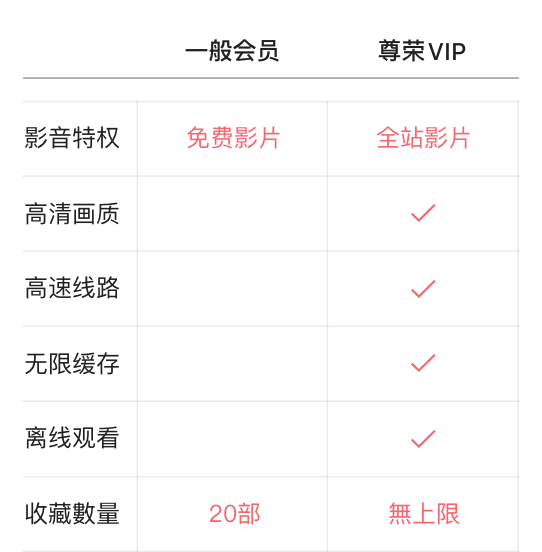 一般会员 尊荣VIP
影音特权 免费影片 全站影片
高清画质
高速线路
无限缓存
离线观看
收藏數量 20部 無上限